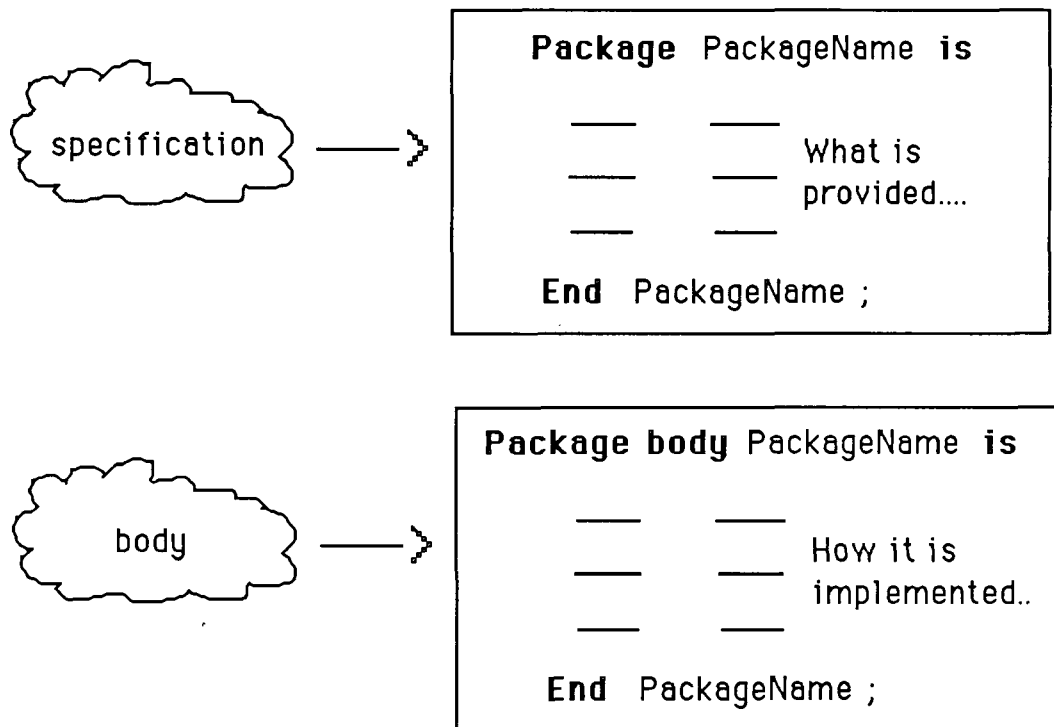 Package PackageName is
specification
What is
provided....
End PackageName ;
Package body PackageName is
body
How it is
implemented..
End PackageName ;